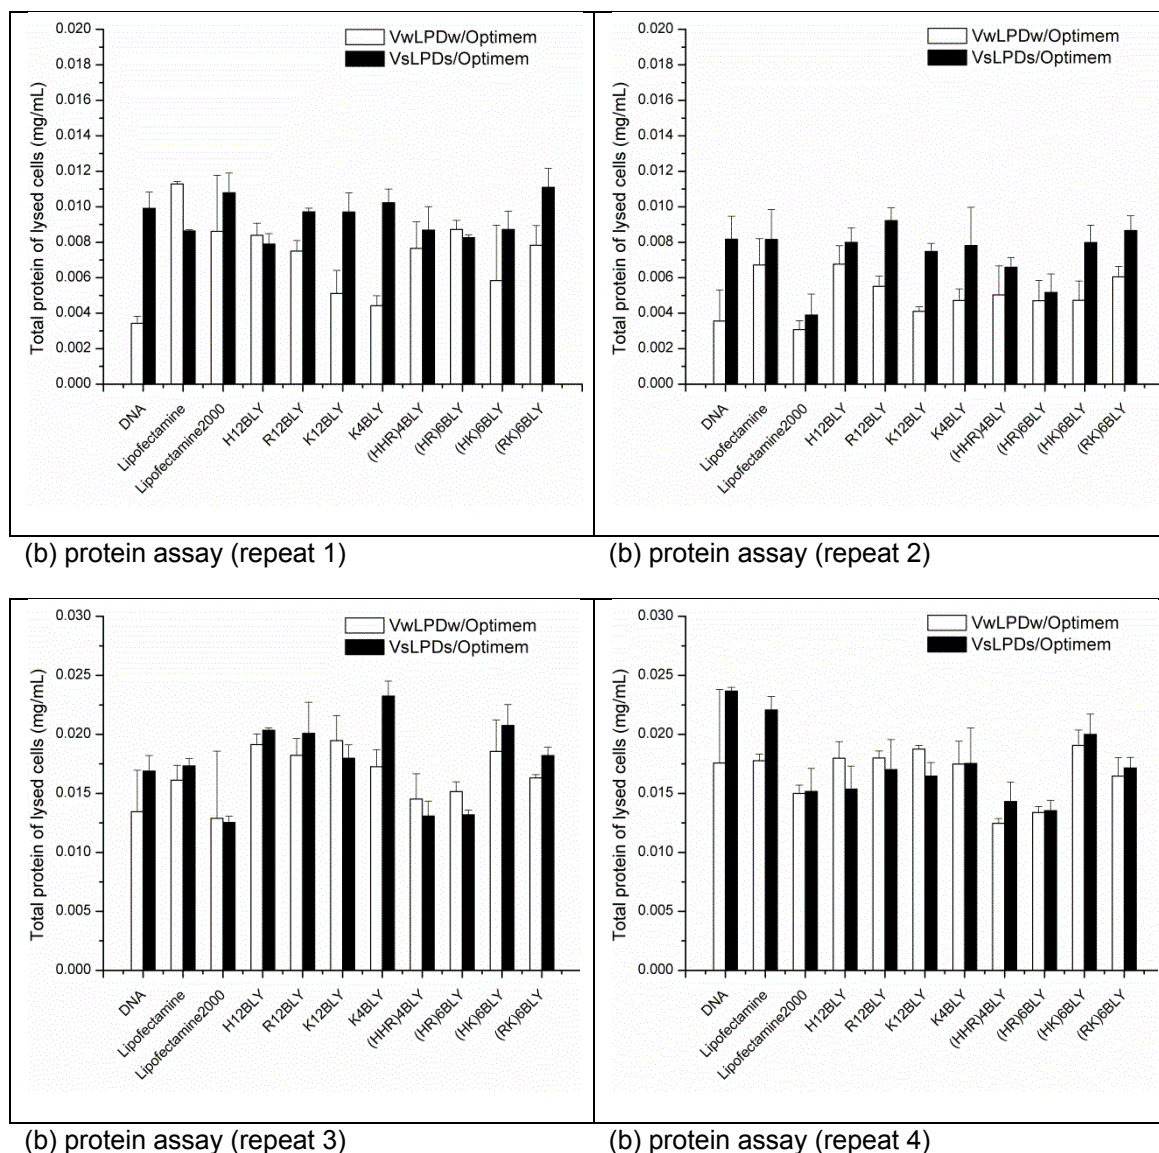 VwLPDw/Optimem
VsLPDs/Optimem
Total protein of lysed cells (mg/mL)
0.020
0.018
0.016
0.014
0.012
0.010
0.008
0.006
0.004
0.002
0.000
DNA
Lipofectamine
Lipofectamine2000
H12BLY
R12BLY
K12BLY
K4BLY
(HHR)4BLY
(HR)6BLY
(HK)6BLY
(RK)6BLY
(b) protein assay (repeat 1)
VwLPDw/Optimem
VsLPDs/Optimem
Total protein of lysed cells (mg/mL)
0.020
0.018
0.016
0.014
0.012
0.010
0.008
0.006
0.004
0.002
0.000
DNA
Lipofectamine
Lipofectamine2000
H12BLY
R12BLY
K12BLY
K4BLY
(HHR)4BLY
(HR)6BLY
(HK)6BLY
(RK)6BLY
(b) protein assay (repeat 2)
VwLPDw/Optimem
VsLPDs/Optimem
Total protein of lysed cells (mg/mL)
0.030
0.025
0.020
0.015
0.010
0.005
0.000
DNA
Lipofectamine
Lipofectamine2000
H12BLY
R12BLY
K12BLY
K4BLY
(HHR)4BLY
(HR)6BLY
(HK)6BLY
(RK)6BLY
(b) protein assay (repeat 3)
VwLPDw/Optimem
VsLPDs/Optimem
Total protein of lysed cells (mg/mL)
0.030
0.025
0.020
0.015
0.010
0.005
0.000
DNA
Lipofectamine
Lipofectamine2000
H12BLY
R12BLY
K12BLY
K4BLY
(HHR)4BLY
(HR)6BLY
(HK)6BLY
(RK)6BLY
(b) protein assay (repeat 4)